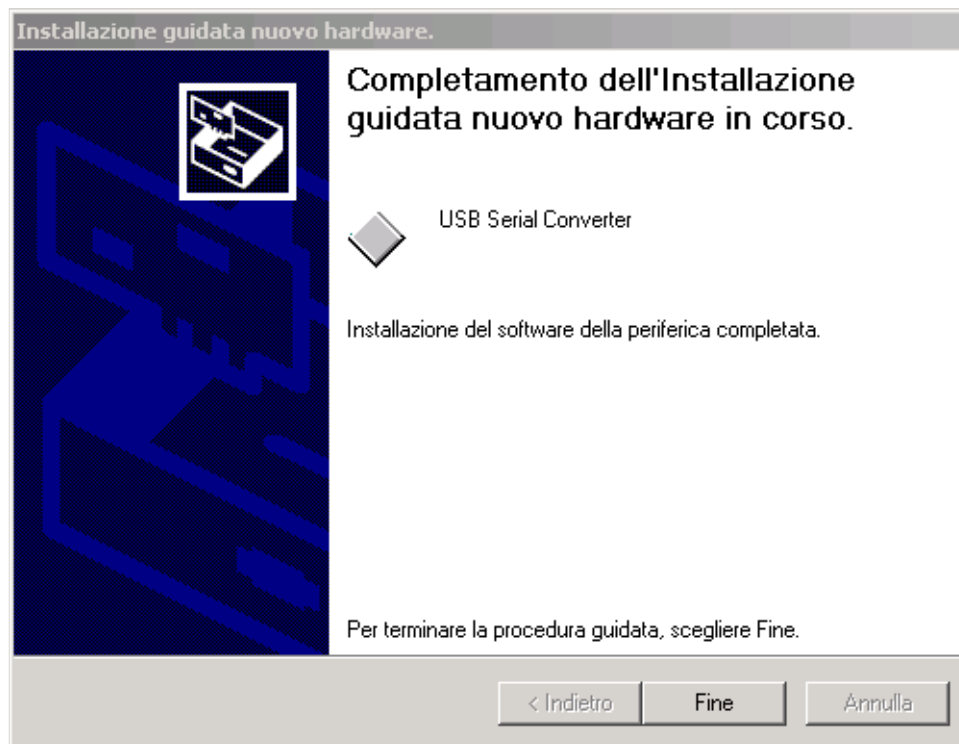 Installazione guidata nuovo hardware.
Completamento dell'Installazione
guidata nuovo hardware in corso.
USB Serial Converter
Installazione del software della periferica completata.
Per terminare la procedura guidata, scegliere Fine.
< Indietro
Fine
Annulla